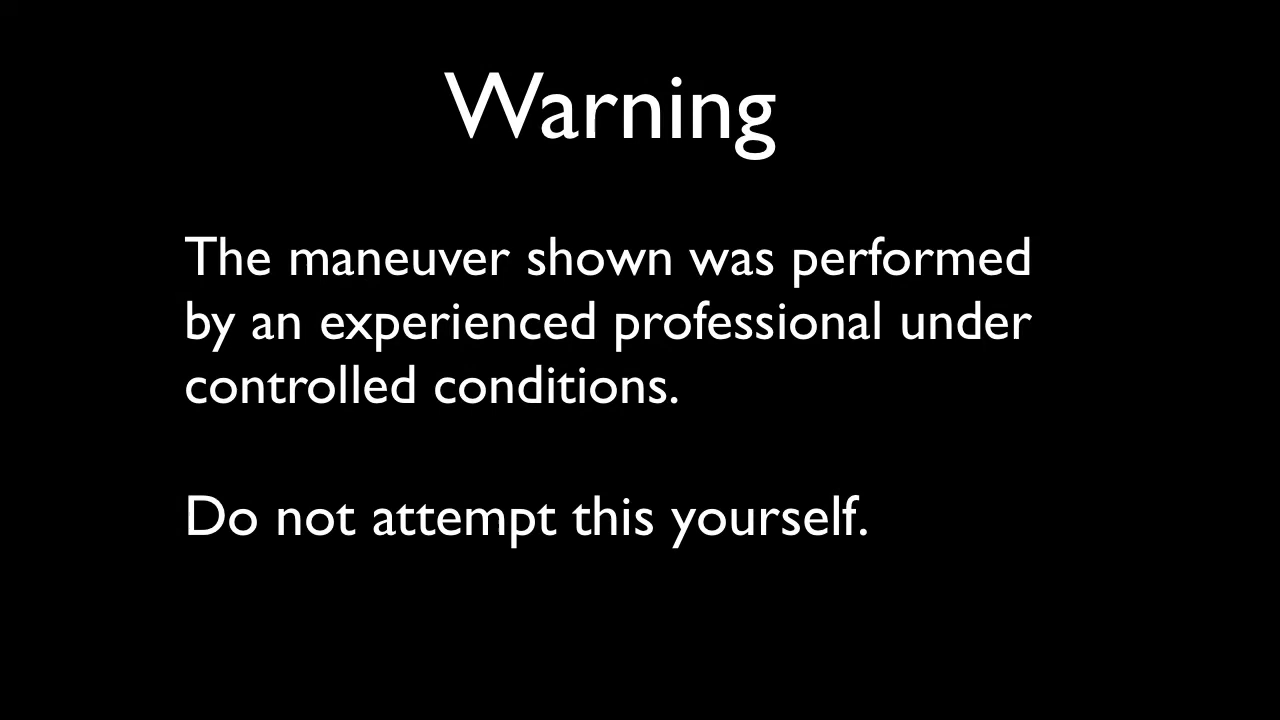 Warning
The maneuver shown was performed
by an experienced professional under
controlled conditions.
Do not attempt this yourself.